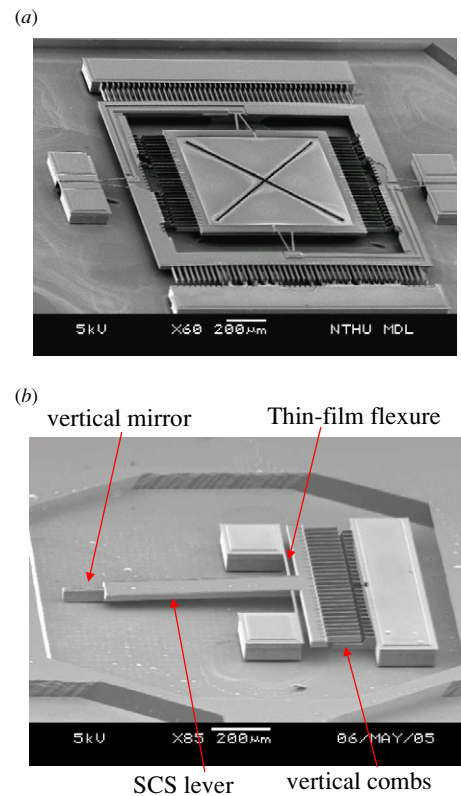 (a)
5kV X60 200μm NTHU MDL
(b)
vertical mirror
Thin-film flexure
5kV X85 200μm 06/MAY/05
SCS lever
vertical combs